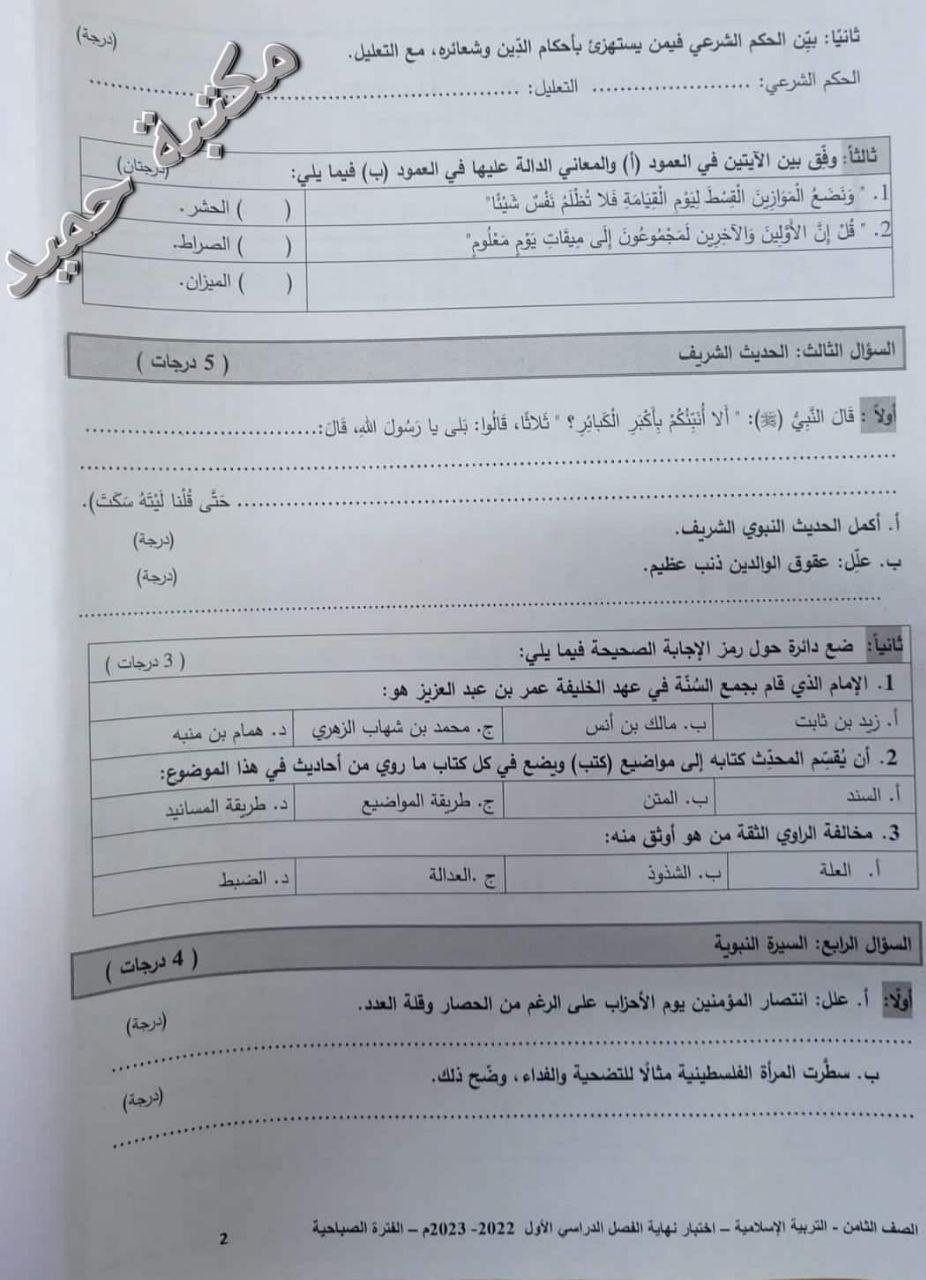 ثانيًا: بيّن الحكم الشرعي فيمن يستهزئ بأحكام الدّين وشعائره، مع التعليل. (درجة)
الحكم الشرعي: ...................... التعليل: ......................................................
مكتبة حميد
ثالثاً: وفّق بين الآيتين في العمود (أ) والمعاني الدالة عليها في العمود (ب) فيما يلي: (درجتان)
1. " وَنَضَعُ الْمَوَازِينَ الْقِسْطَ لِيَوْمِ الْقِيَامَةِ فَلَا تُظْلَمُ نَفْسٌ شَيْئًا" ( ) الحشر.
2. " قُلْ إِنَّ الْأَوَّلِينَ وَالْآخِرِينَ لَمَجْمُوعُونَ إِلَى مِيقَاتِ يَوْمٍ مَعْلُومٍ" ( ) الصراط.
( ) الميزان.
السؤال الثالث: الحديث الشريف ( 5 درجات )
أولاً : قَالَ النَّبِيُّ (ﷺ): " أَلَا أُنَبِّئُكُمْ بِأَكْبَرِ الْكَبائِرِ؟ " ثَلاثًا، قَالُوا: بَلى يا رَسُولَ اللهِ، قَالَ:..................................
................................................................................
................................................................ حَتَّى قُلْنا لَيْتَهُ سَكَتَ).
أ. أكمل الحديث النبوي الشريف. (درجة)
ب. علّل: عقوق الوالدين ذنب عظيم. (درجة)
................................................................................
ثانياً: ضع دائرة حول رمز الإجابة الصحيحة فيما يلي: ( 3 درجات )
1. الإمام الذي قام بجمع السُنّة في عهد الخليفة عمر بن عبد العزيز هو:
أ. زيد بن ثابت ب. مالك بن أنس ج. محمد بن شهاب الزهري د. همام بن منبه
2. أن يُقسّم المحدّث كتابه إلى مواضيع (كتب) ويضع في كل كتاب ما روي من أحاديث في هذا الموضوع:
أ. السند ب. المتن ج. طريقة المواضيع د. طريقة المسانيد
3. مخالفة الراوي الثقة من هو أوثق منه:
أ. العلة ب. الشذوذ ج .العدالة د. الضبط
السؤال الرابع: السيرة النبوية ( 4 درجات )
أولًا: أ. علل: انتصار المؤمنين يوم الأحزاب على الرغم من الحصار وقلة العدد. (درجة)
................................................................................
ب. سطَّرت المرأة الفلسطينية مثالًا للتضحية والفداء، وضّح ذلك. (درجة)
................................................................................
الصف الثامن - التربية الإسلامية – اختبار نهاية الفصل الدراسي الأول 2022- 2023م – الفترة الصباحية
2